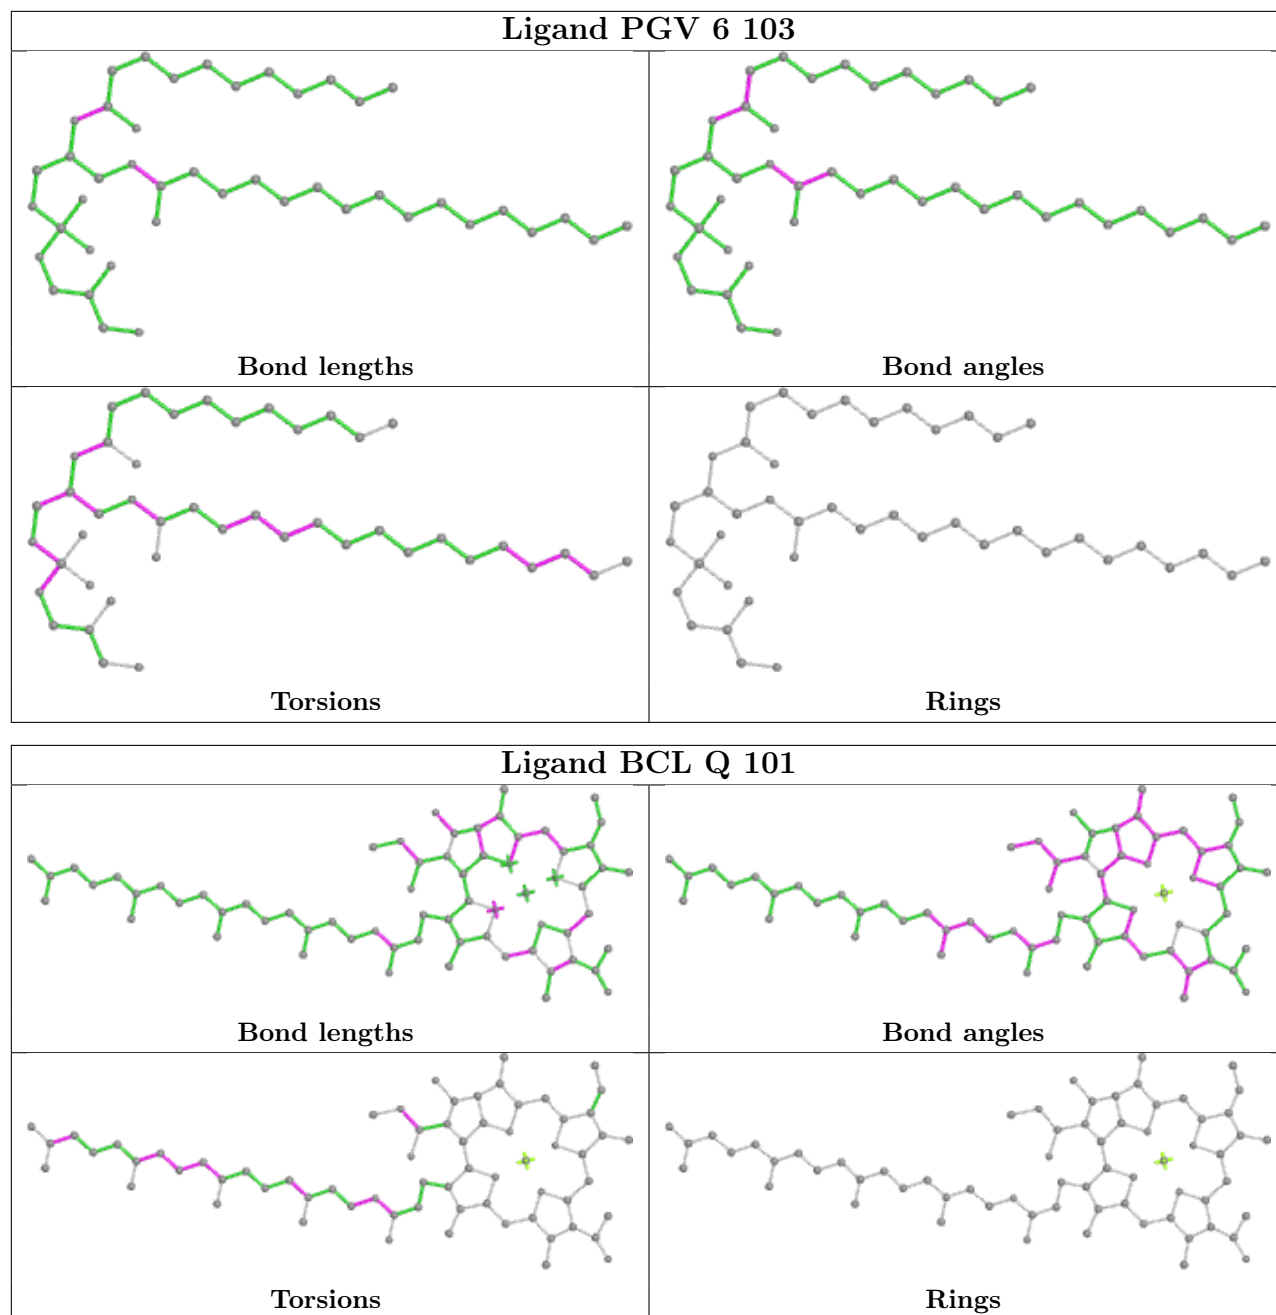 Ligand PGV 6 103
Bond lengths
Bond angles
Torsions
Rings
Ligand BCL Q 101
Bond lengths
Bond angles
Torsions
Rings